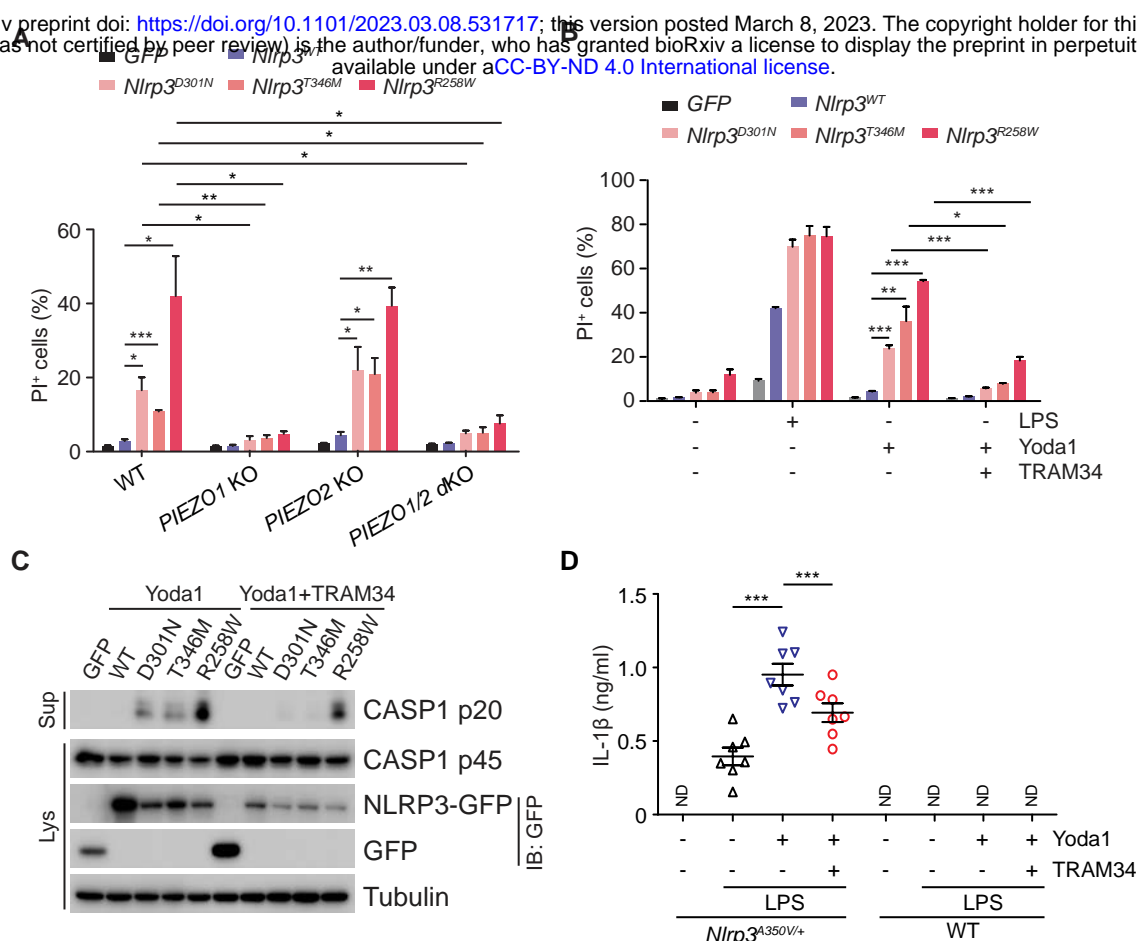 v preprint doi: https://doi.org/10.1101/2023.03.08.531717; this version posted March 8, 2023. The copyright holder for thi
as not certified by peer review) is the author/funder, who has granted bioRxiv a license to display the preprint in perpetuit
available under aCC-BY-ND 4.0 International license.
A
GFP Nlrp3WT
Nlrp3D301N Nlrp3T346M Nlrp3R258W
*
*
*
*
**
*
*
***
*
**
*
*
PI+ cells (%)
60
40
20
0
WT
PIEZO1 KO
PIEZO2 KO
PIEZO1/2 dKO
B
GFP Nlrp3WT
Nlrp3D301N Nlrp3T346M Nlrp3R258W
***
*
***
***
**
***
PI+ cells (%)
100
80
60
40
20
0
- + - - LPS
- - + + Yoda1
- - - + TRAM34
C
Yoda1 Yoda1+TRAM34
GFP WT D301N T346M R258W GFP WT D301N T346M R258W
Sup
CASP1 p20
Lys
CASP1 p45
NLRP3-GFP
GFP
IB: GFP
Tubulin
D
***
***
IL-1β (ng/ml)
1.5
1.0
0.5
0
ND ND ND ND ND
- - + + - - + + Yoda1
- - - + - - - + TRAM34
LPS LPS
Nlrp3A350V/+ WT